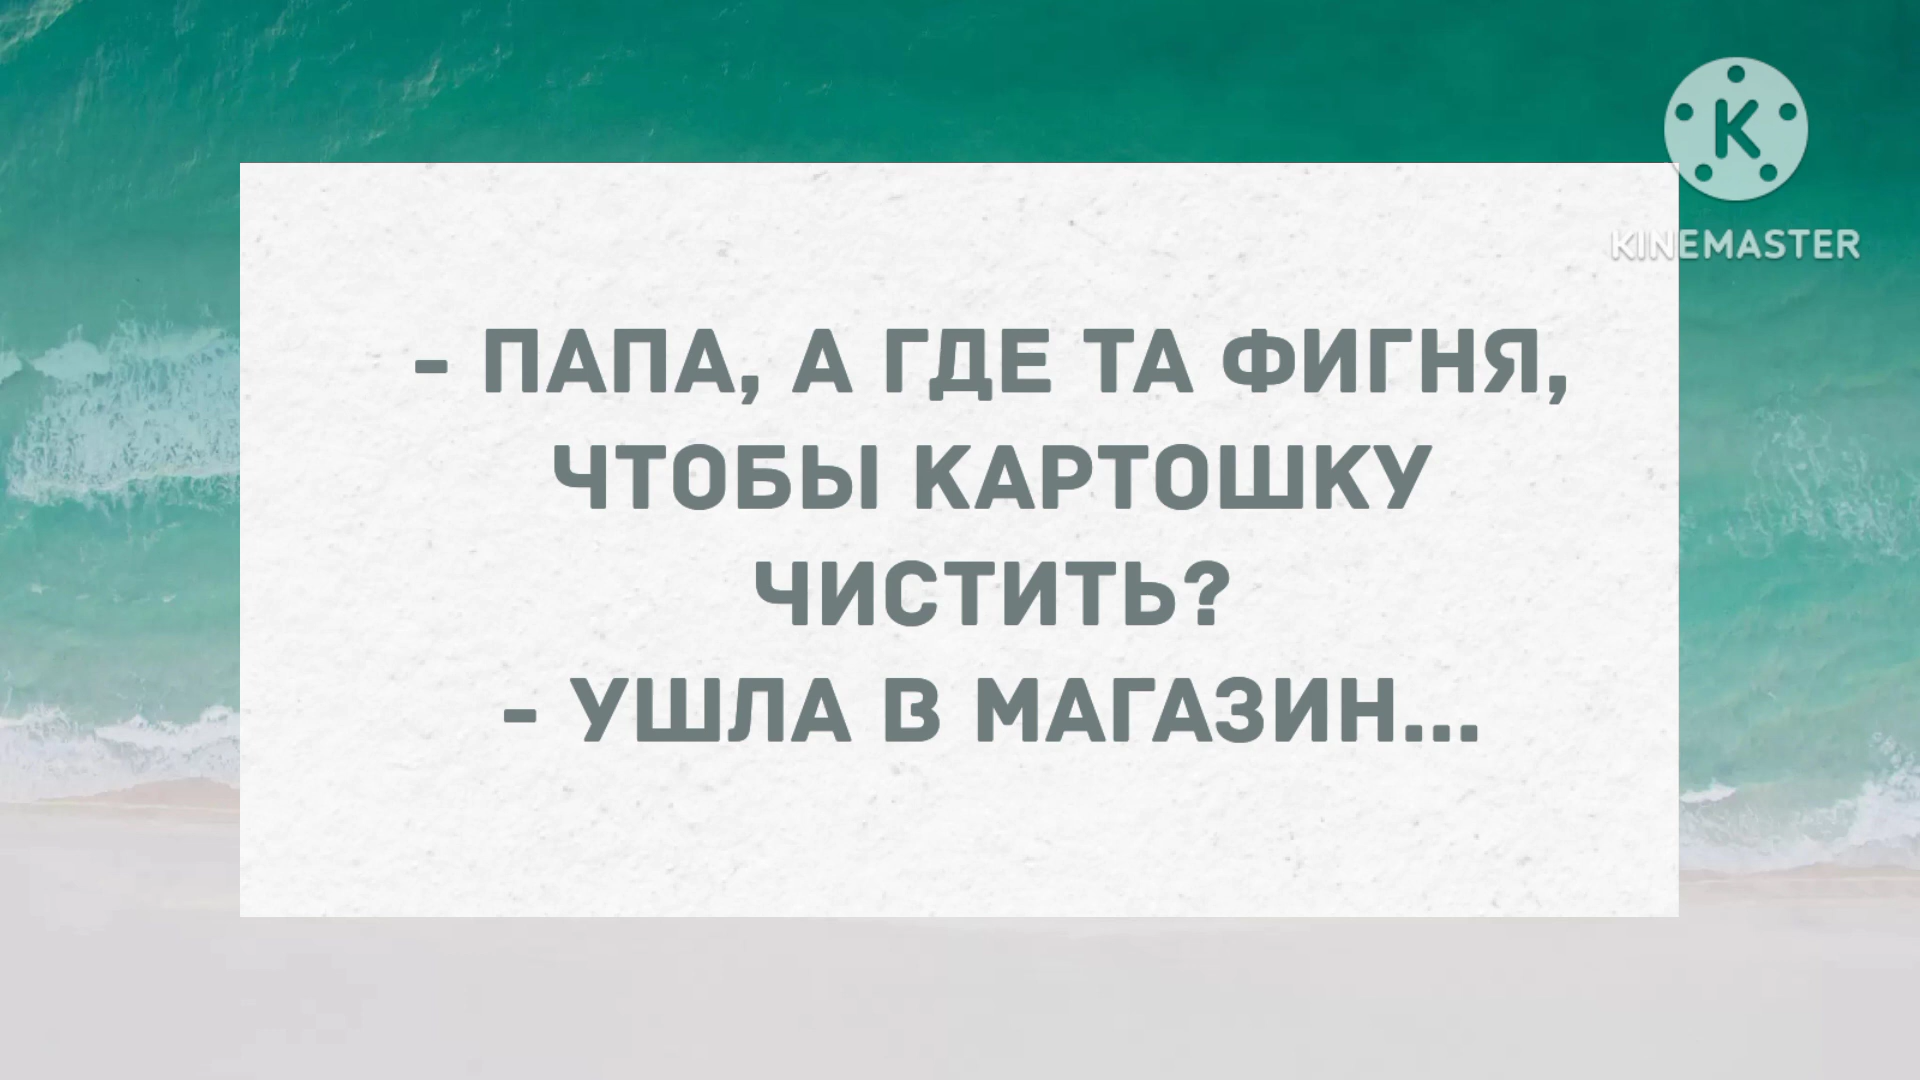 K
KINEMASTER
- ПАПА, А ГДЕ ТА ФИГНЯ,
ЧТОБЫ КАРТОШКУ
ЧИСТИТЬ?
- УШЛА В МАГАЗИН...